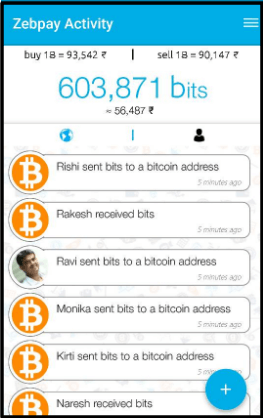 Zebpay Activity
buy 1B = 93,542 ₹ | sell 1B = 90,147 ₹
603,871 bits
≈ 56,487 ₹
Rishi sent bits to a bitcoin address
5 minutes ago
Rakesh received bits
5 minutes ago
Ravi sent bits to a bitcoin address
5 minutes ago
Monika sent bits to a bitcoin address
5 minutes ago
Kirti sent bits to a bitcoin address
5 minutes ago
Naresh received bits